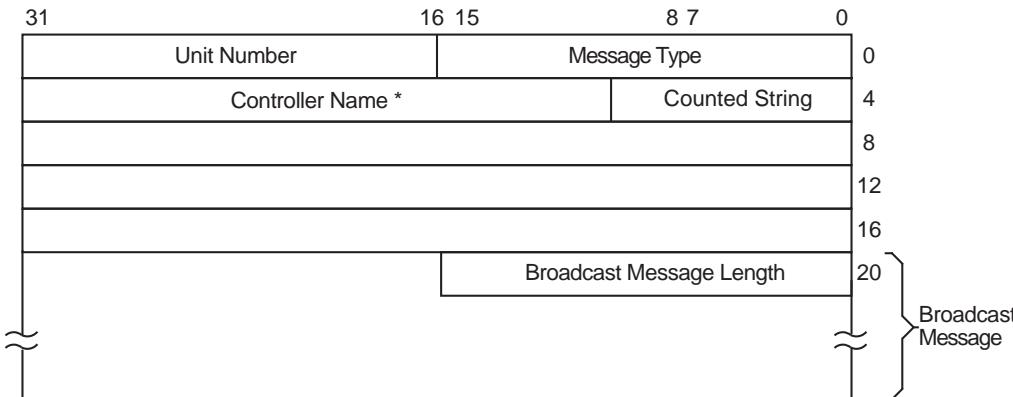 31 16 15 8 7 0
Unit Number Message Type 0
Controller Name * Counted String 4
8
12
16
Broadcast Message Length 20
Broadcast
Message